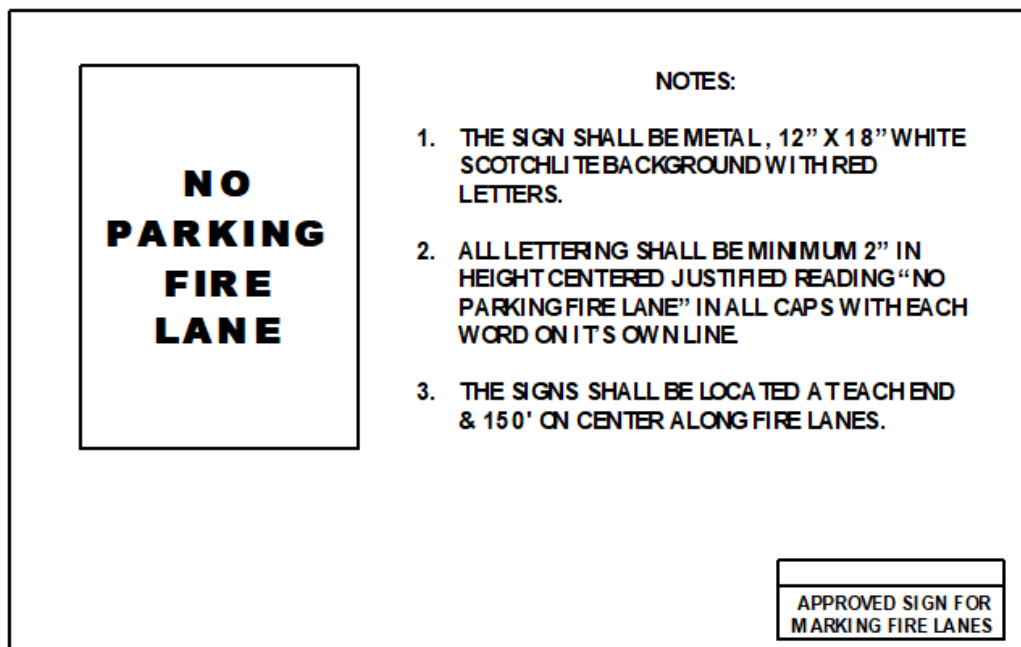 NO
PARKING
FIRE
LANE
NOTES:
1. THE SIGN SHALL BE METAL, 12” X 18” WHITE
SCOTCHLITE BACKGROUND WITH RED
LETTERS.
2. ALL LETTERING SHALL BE MINIMUM 2” IN
HEIGHT CENTERED JUSTIFIED READING “NO
PARKING FIRE LANE” IN ALL CAPS WITH EACH
WORD ON IT'S OWN LINE.
3. THE SIGNS SHALL BE LOCATED AT EACH END
& 150' ON CENTER ALONG FIRE LANES.
APPROVED SIGN FOR
MARKING FIRE LANES